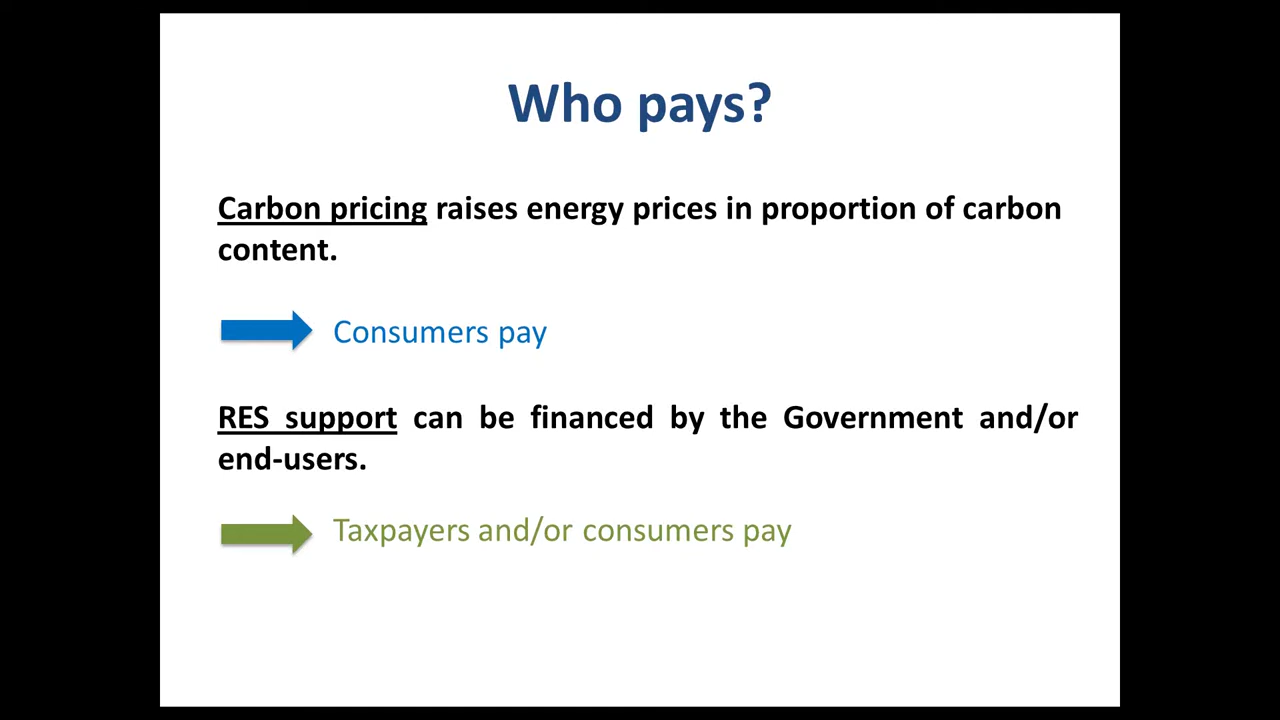 Who pays?
Carbon pricing raises energy prices in proportion of carbon
content.
Consumers pay
RES support can be financed by the Government and/or
end-users.
Taxpayers and/or consumers pay